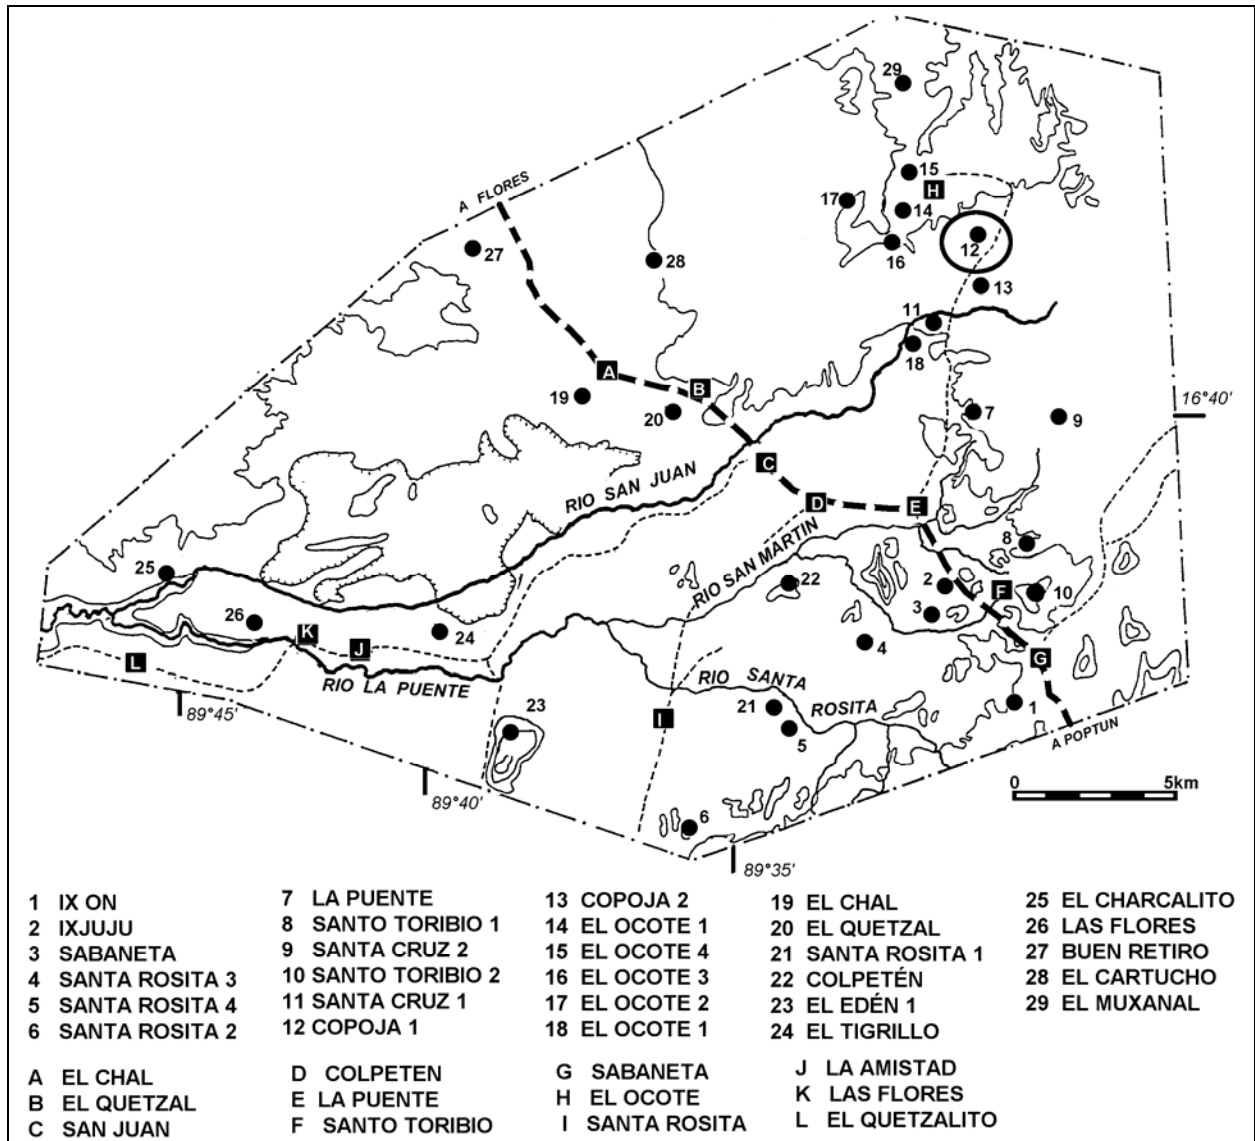 29
15
H
A FLORES
17
14
12
27
28
16
13
11
18
A
B
16°40'
19
20
7
9
C
RIO SAN JUAN
D
E
RIO SAN MARTIN
8
25
22
2
F
10
3
26
K
J
24
4
L
G
RIO LA PUENTE
RIO SANTA ROSITA
89°45'
23
I
21
5
1
A POPTUN
89°40'
0 5km
6
89°35'
1 IX ON
2 IXJUJU
3 SABANETA
4 SANTA ROSITA 3
5 SANTA ROSITA 4
6 SANTA ROSITA 2
7 LA PUENTE
8 SANTO TORIBIO 1
9 SANTA CRUZ 2
10 SANTO TORIBIO 2
11 SANTA CRUZ 1
12 COPOJA 1
13 COPOJA 2
14 EL OCOTE 1
15 EL OCOTE 4
16 EL OCOTE 3
17 EL OCOTE 2
18 EL OCOTE 1
19 EL CHAL
20 EL QUETZAL
21 SANTA ROSITA 1
22 COLPETÉN
23 EL EDÉN 1
24 EL TIGRILLO
25 EL CHARCALITO
26 LAS FLORES
27 BUEN RETIRO
28 EL CARTUCHO
29 EL MUXANAL
A EL CHAL
B EL QUETZAL
C SAN JUAN
D COLPETEN
E LA PUENTE
F SANTO TORIBIO
G SABANETA
H EL OCOTE
I SANTA ROSITA
J LA AMISTAD
K LAS FLORES
L EL QUETZALITO